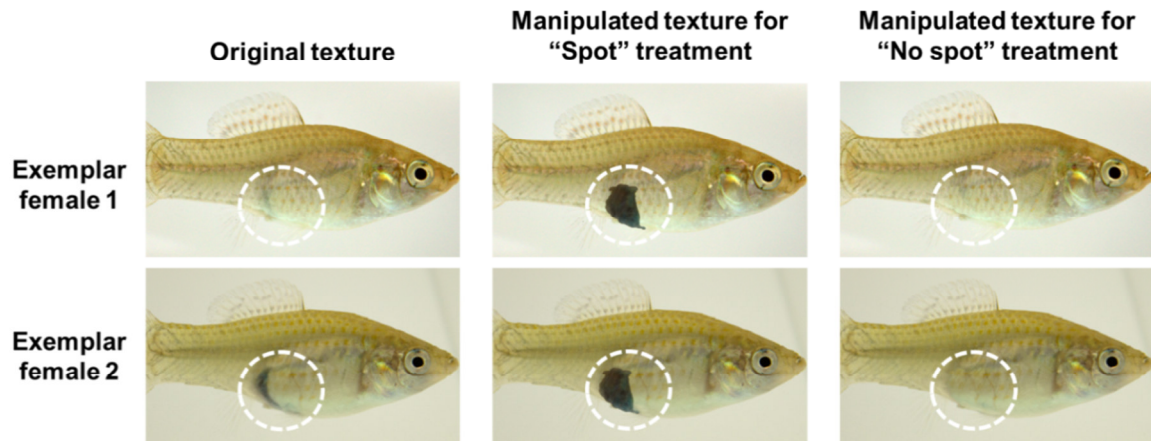 Original texture
Manipulated texture for
“Spot” treatment
Manipulated texture for
“No spot” treatment
Exemplar
female 1
Exemplar
female 2